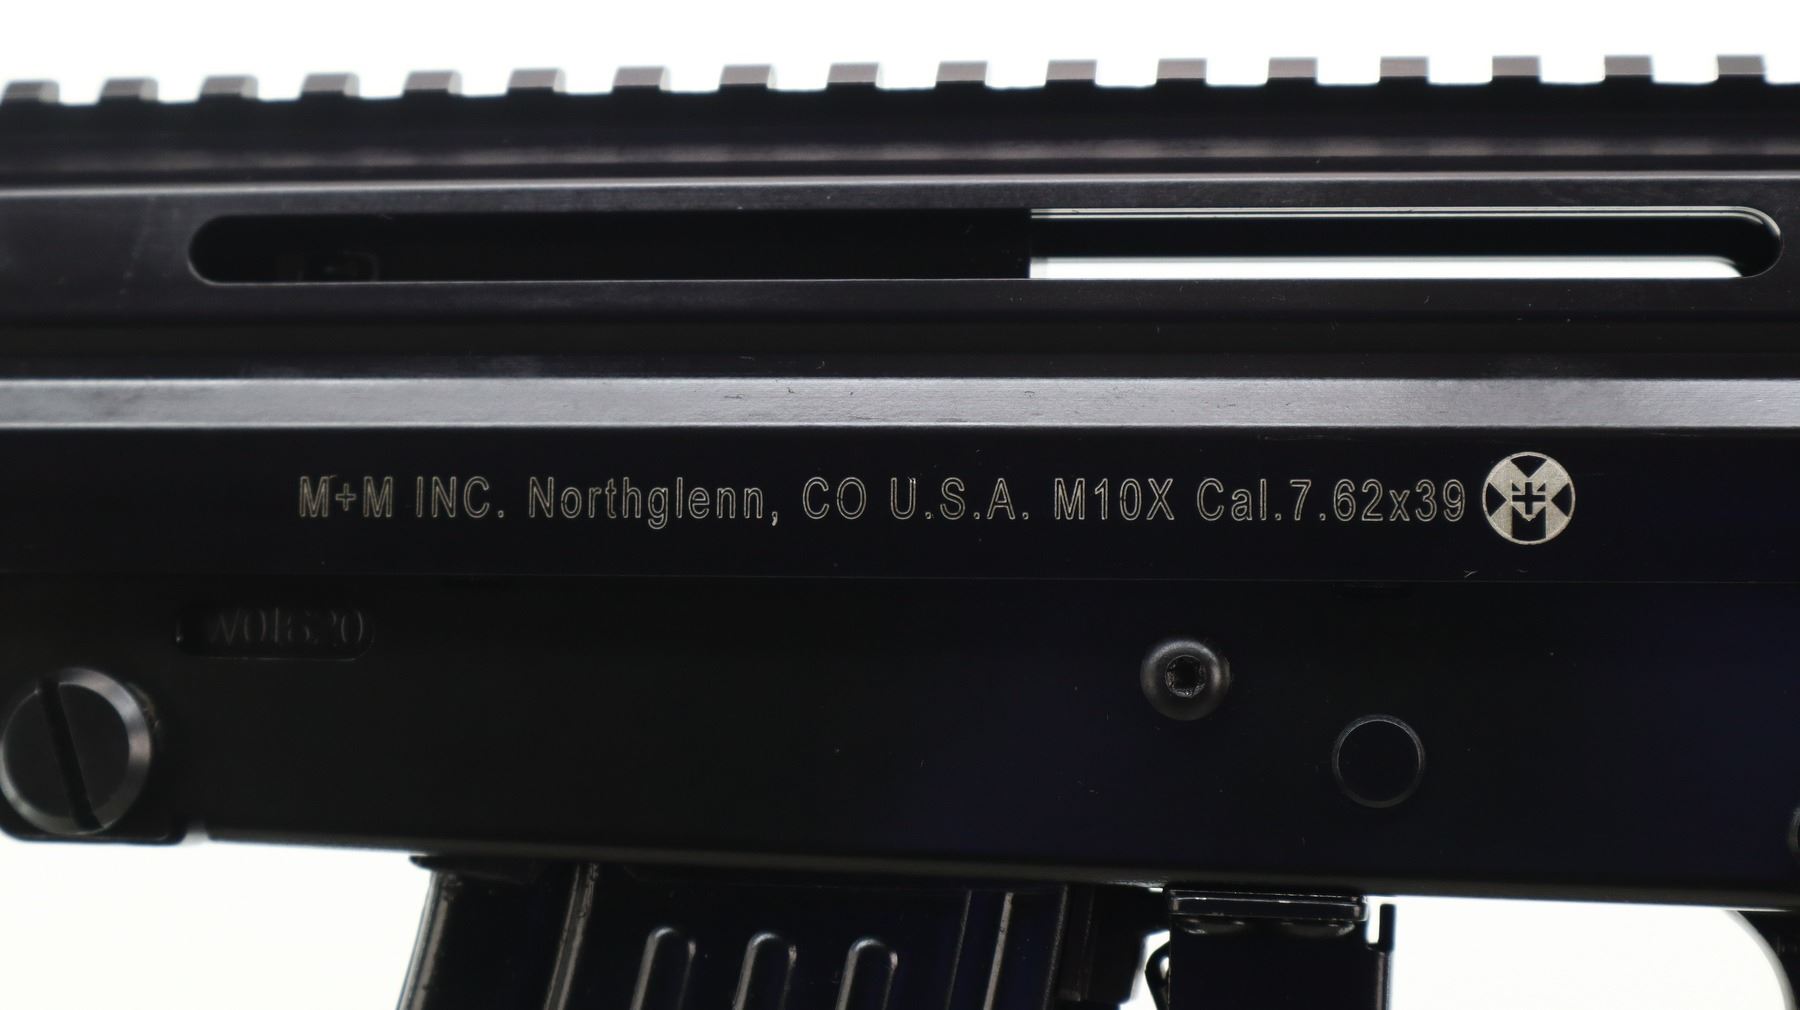 M+M INC. Northglenn, CO U.S.A. M10X Cal.7.62x39